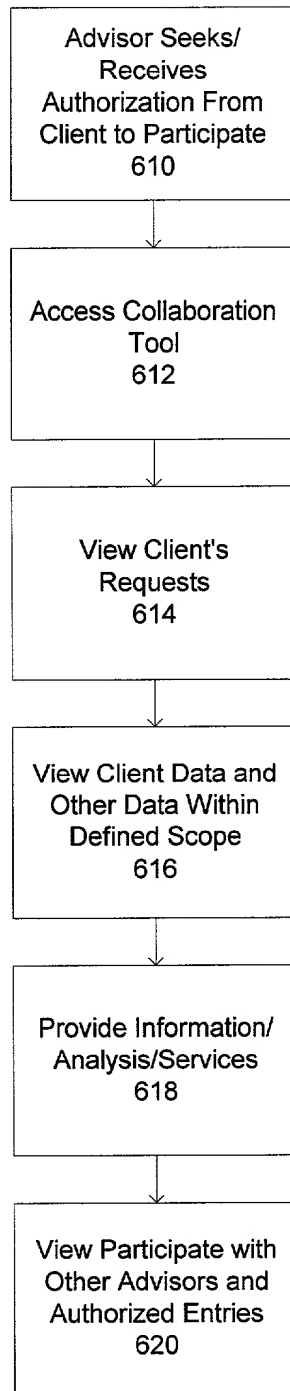 Advisor Seeks/
Receives
Authorization From
Client to Participate
610
Access Collaboration
Tool
612
View Client's
Requests
614
View Client Data and
Other Data Within
Defined Scope
616
Provide Information/
Analysis/Services
618
View Participate with
Other Advisors and
Authorized Entries
620